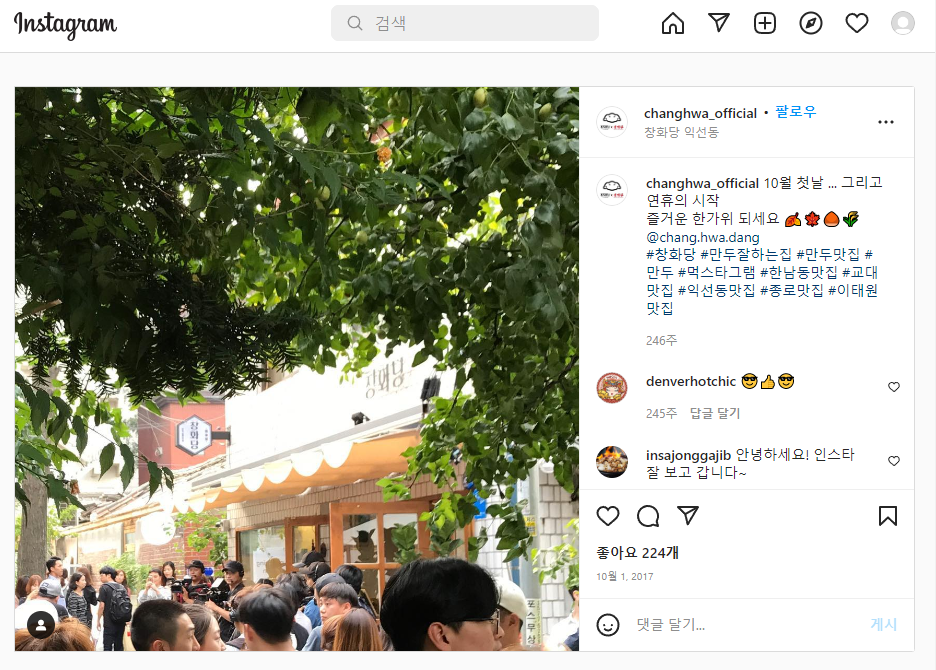 Instagram
검색
창화당
창화당
포스무상
changhwa_official • 팔로우
창화당 익선동
changhwa_official 10월 첫날 ... 그리고
연휴의 시작
즐거운 한가위 되세요 🍂🍁🌰🌾
@chang.hwa.dang
#창화당 #만두잘하는집 #만두맛집 #
만두 #먹스타그램 #한남동맛집 #교대
맛집 #익선동맛집 #종로맛집 #이태원
맛집
246주
denverhotchic 😎👍😎
245주 답글 달기
insajonggajib 안녕하세요! 인스타
잘 보고 갑니다~
좋아요 224개
10월 1, 2017
댓글 달기...
게시